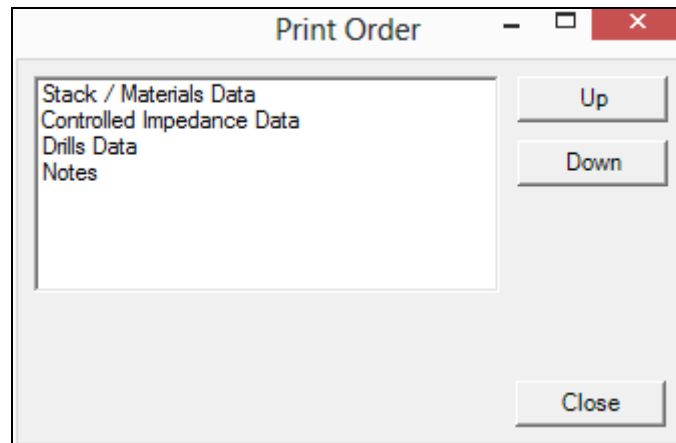 Print Order
Stack / Materials Data
Controlled Impedance Data
Drills Data
Notes
Up
Down
Close